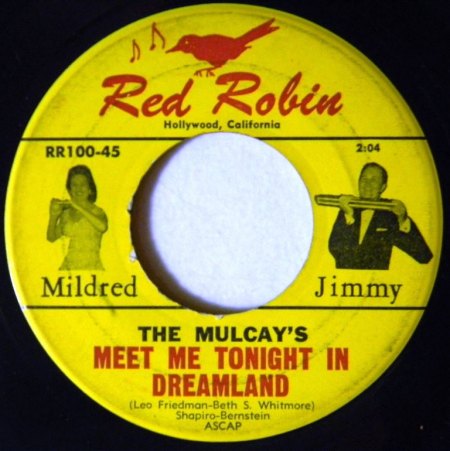 Red Robin
Hollywood, California
RR100-45
2:04
Mildred
Jimmy
THE MULCAY'S
MEET ME TONIGHT IN
DREAMLAND
(Leo Friedman-Beth S. Whitmore)
Shapiro-Bernstein
ASCAP